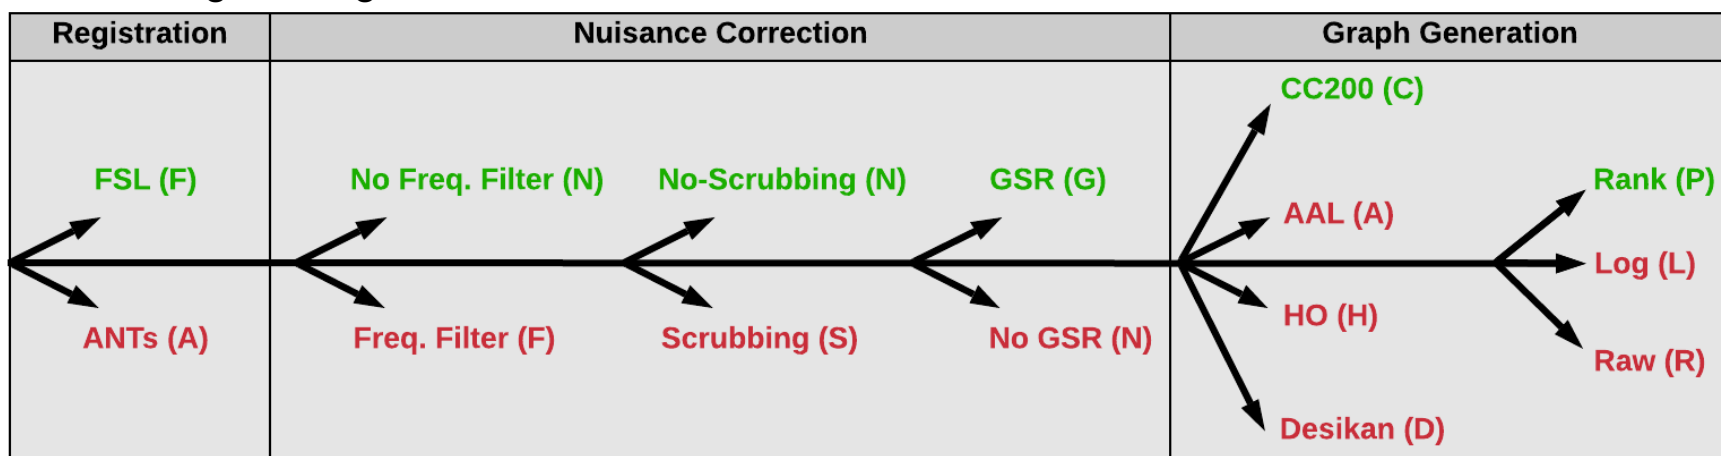 Registration
Nuisance Correction
Graph Generation
CC200 (C)
FSL (F)
No Freq. Filter (N)
No-Scrubbing (N)
GSR (G)
Rank (P)
AAL (A)
Log (L)
HO (H)
ANTs (A)
Freq. Filter (F)
Scrubbing (S)
No GSR (N)
Raw (R)
Desikan (D)